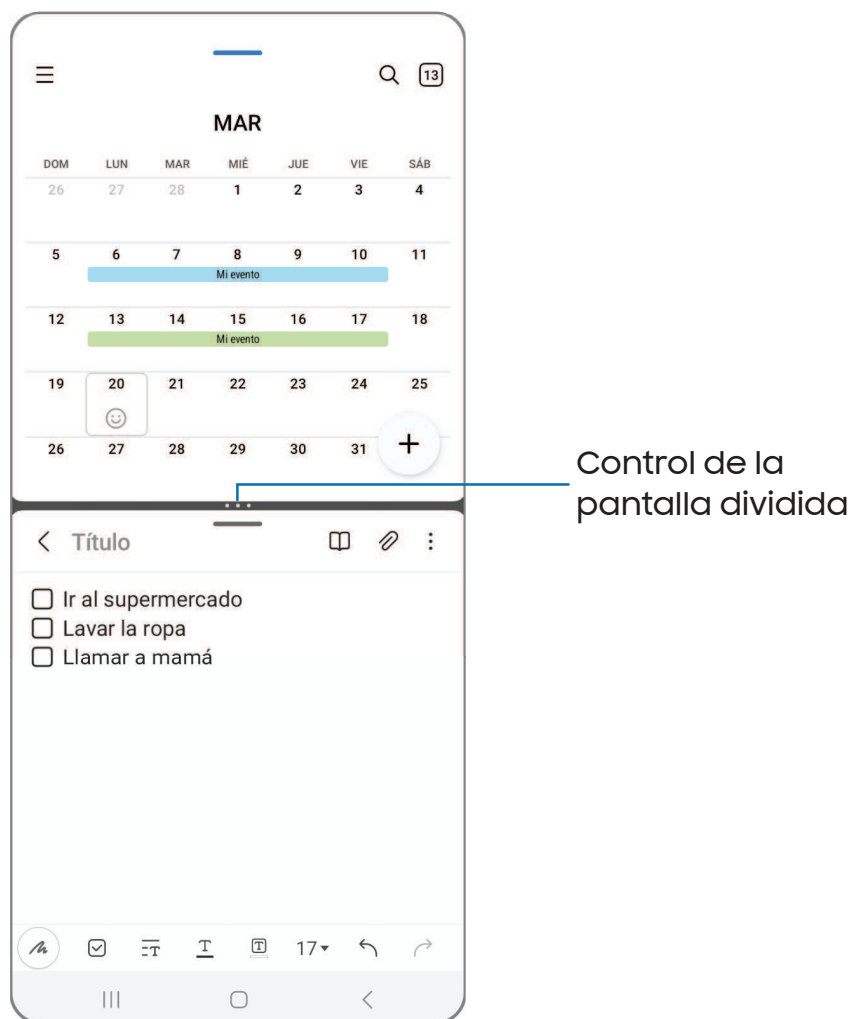 13
MAR
DOM LUN MAR MIÉ JUE VIE SÁB
26 27 28 1 2 3 4
5 6 7 8 9 10 11
Mi evento
12 13 14 15 16 17 18
Mi evento
19 20 21 22 23 24 25
26 27 28 29 30 31
Control de la
pantalla dividida
Título
Ir al supermercado
Lavar la ropa
Llamar a mamá
T T T 17